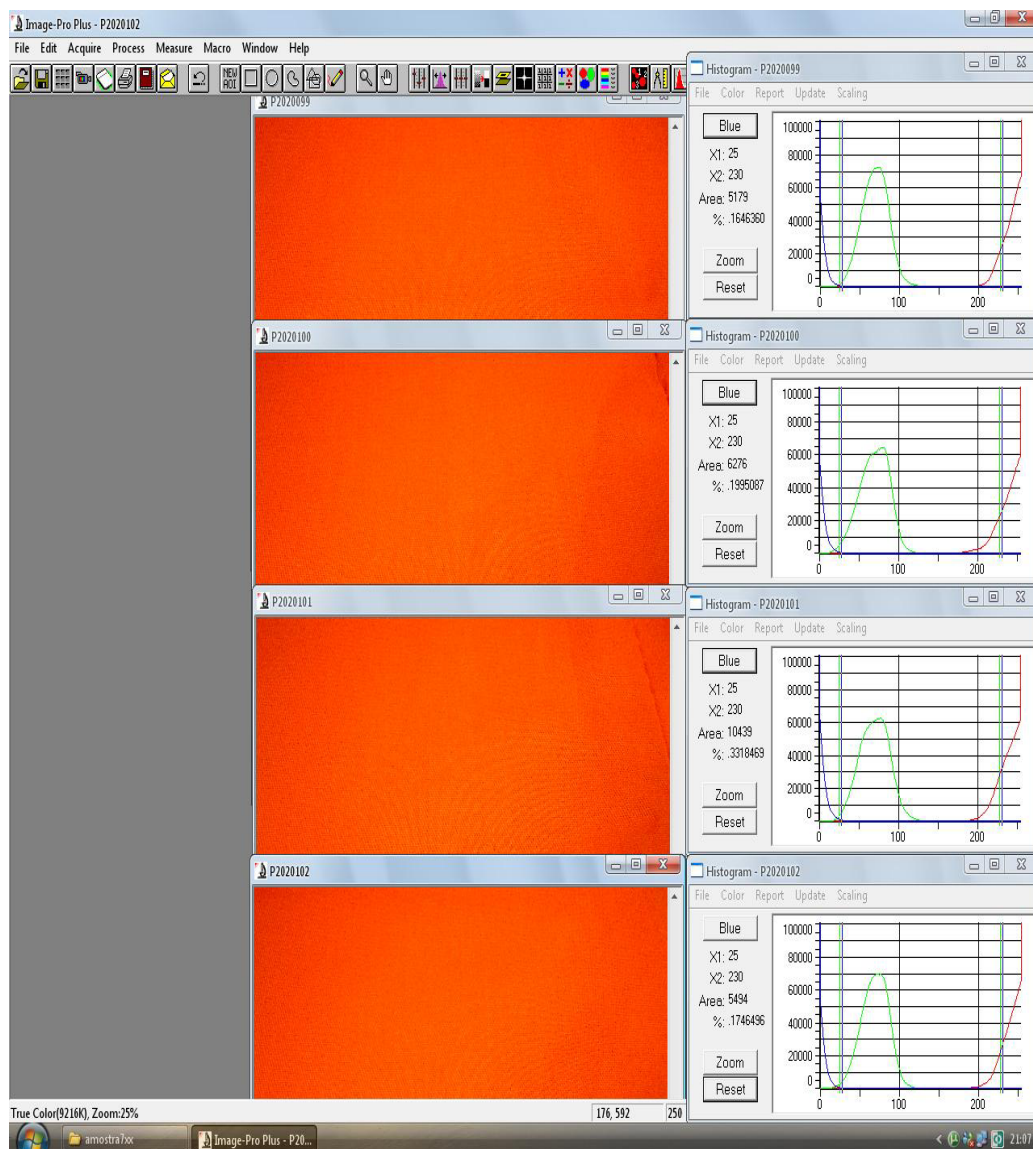 Image-Pro Plus - P2020102
File Edit Acquire Process Measure Macro Window Help
NEW AOI
P2020099
Histogram - P2020099
File Color Report Update Scaling
Blue
X1: 25
X2: 230
Area: 5179
%: .1646360
Zoom
Reset
100000
80000
60000
40000
20000
0
0 100 200
P2020100
Histogram - P2020100
File Color Report Update Scaling
Blue
X1: 25
X2: 230
Area: 6276
%: .1995087
Zoom
Reset
100000
80000
60000
40000
20000
0
0 100 200
P2020101
Histogram - P2020101
File Color Report Update Scaling
Blue
X1: 25
X2: 230
Area: 10439
%: .3318469
Zoom
Reset
100000
80000
60000
40000
20000
0
0 100 200
P2020102
Histogram - P2020102
File Color Report Update Scaling
Blue
X1: 25
X2: 230
Area: 5494
%: .1746496
Zoom
Reset
100000
80000
60000
40000
20000
0
0 100 200
True Color(9216K), Zoom:25% 176, 592 250
amostra7xx Image-Pro Plus - P20... 21:07